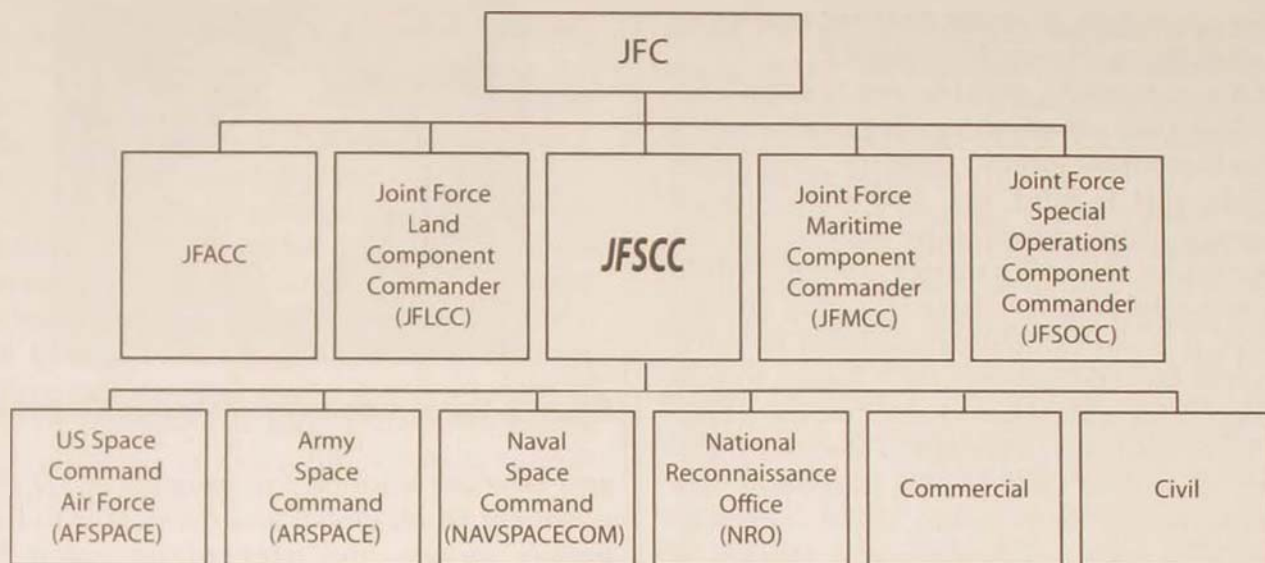 JFC
JFACC
Joint Force
Land
Component
Commander
(JFLCC)
JFSCC
Joint Force
Maritime
Component
Commander
(JFMCC)
Joint Force
Special
Operations
Component
Commander
(JFSOCC)
US Space
Command
Air Force
(AFSPACE)
Army
Space
Command
(ARSPACE)
Naval
Space
Command
(NAVSPACECOM)
National
Reconnaissance
Office
(NRO)
Commercial
Civil